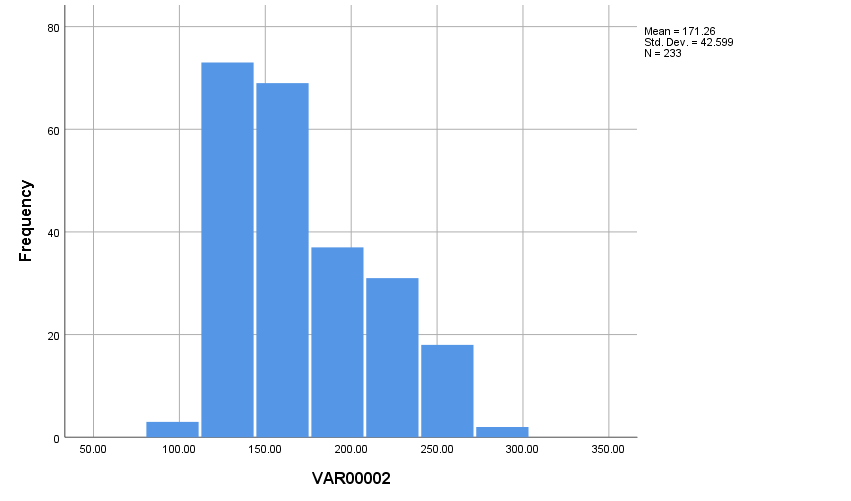 80
Mean = 171.26
Std. Dev. = 42.599
N = 233
60
Frequency
40
20
0
50.00 100.00 150.00 200.00 250.00 300.00 350.00
VAR00002